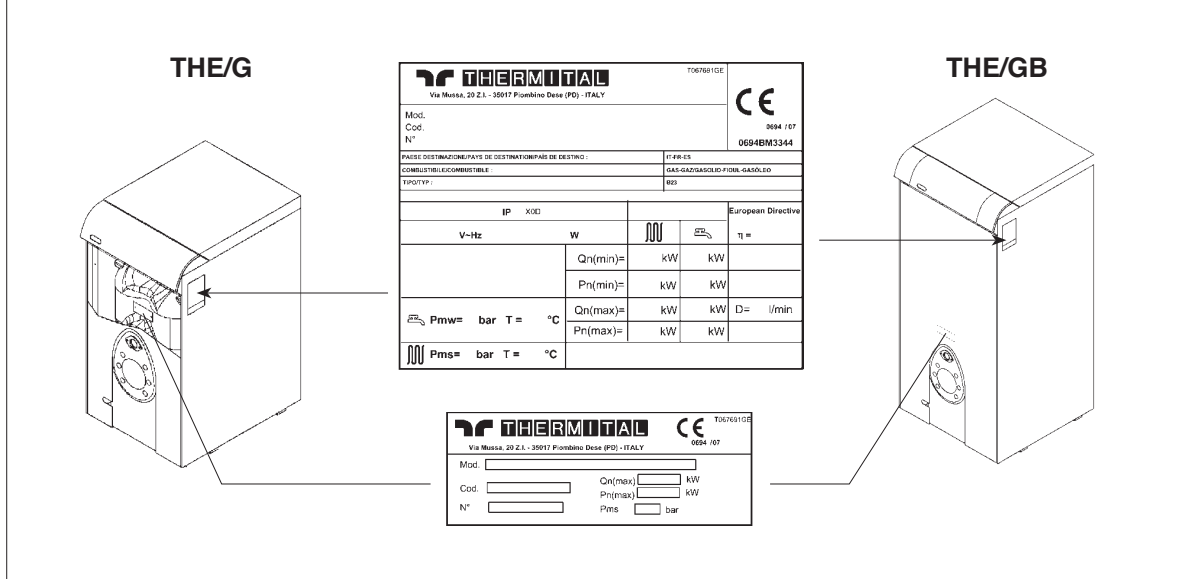 THE/G
THE/GB
THERMITAL
T067691GE
Via Mussa, 20 Z.I. - 35017 Piombino Dese (PD) - ITALY
CE
Mod.
Cod.
N°
0694 / 07
0694BM3344
PAESE DESTINAZIONE/PAYS DE DESTINATION/PAÍS DE DESTINO : IT-FR-ES
COMBUSTIBILE/COMBUSTIBLE : GAS-GAZ/GASOLIO-FIOUL-GASÓLEO
TIPO/TYP : B23
IP X0D
European Directive
V~Hz W η =
Qn(min)= kW kW
Pn(min)= kW kW
Qn(max)= kW kW D= l/min
Pmw= bar T = °C
Pn(max)= kW kW
Pms= bar T = °C
THERMITAL
CE
T067691GE
Via Mussa, 20 Z.I. - 35017 Piombino Dese (PD) - ITALY
0694 /07
Mod.
Cod.
Qn(max) kW
Pn(max) kW
N°
Pms bar